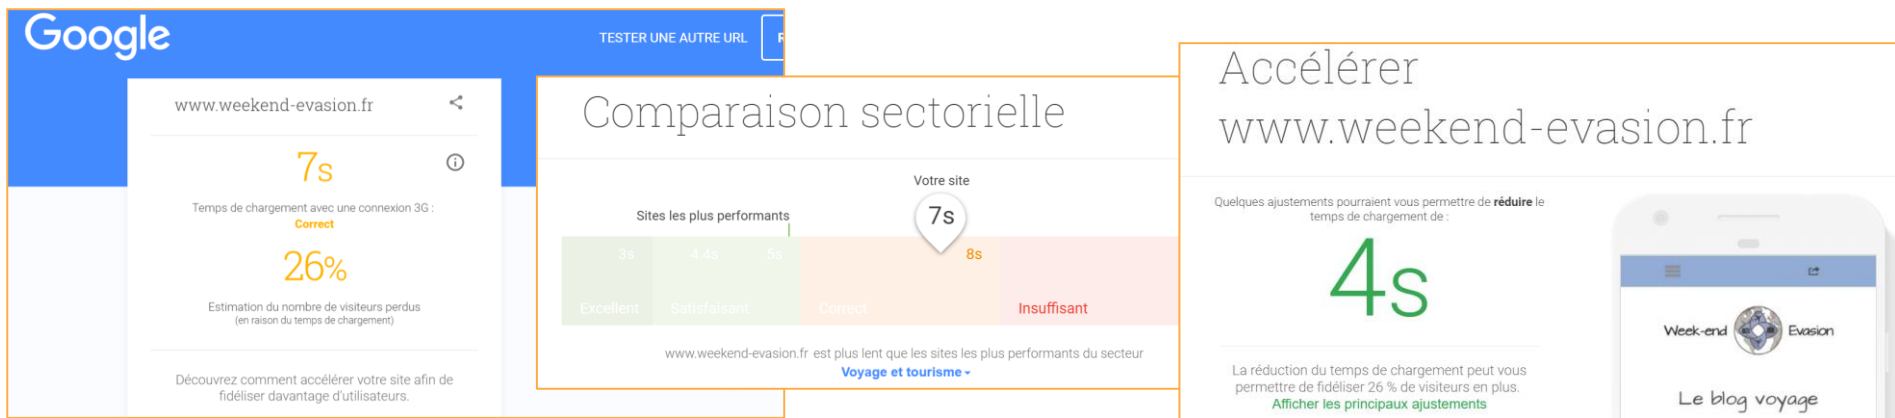 Google
TESTER UNE AUTRE URL
www.weekend-evasion.fr
7s
Temps de chargement avec une connexion 3G :
Correct
26%
Estimation du nombre de visiteurs perdus
(en raison du temps de chargement)
Découvrez comment accélérer votre site afin de
fidéliser davantage d'utilisateurs.
Comparaison sectorielle
Votre site
7s
Sites les plus performants
3s 4.4s 5s 8s
Excellent Satisfaisant Correct Insuffisant
www.weekend-evasion.fr est plus lent que les sites les plus performants du secteur
Voyage et tourisme
Accélérer
www.weekend-evasion.fr
Quelques ajustements pourraient vous permettre de réduire le
temps de chargement de :
4s
La réduction du temps de chargement peut vous
permettre de fidéliser 26 % de visiteurs en plus.
Afficher les principaux ajustements
Week-end Evasion
Le blog voyage